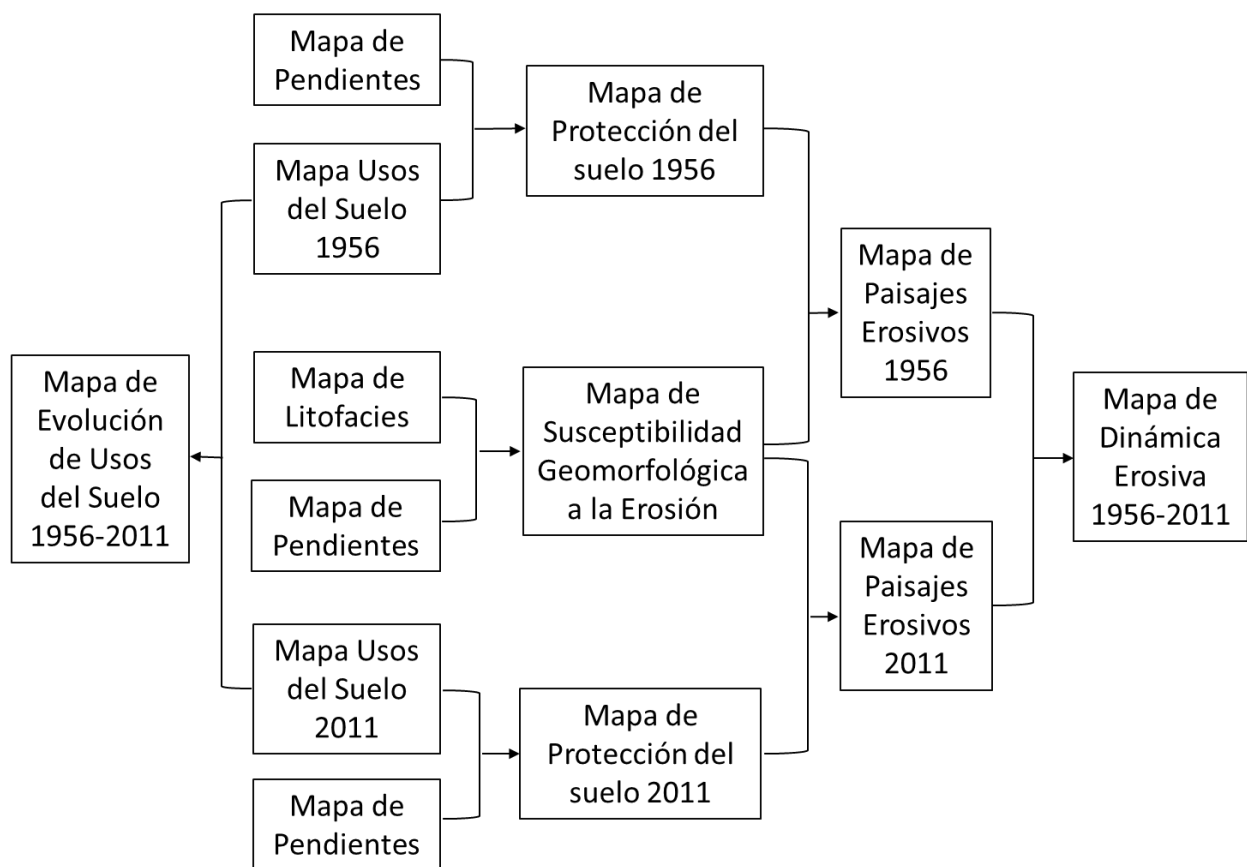 Mapa de
Pendientes
Mapa Usos
del Suelo
1956
Mapa de
Protección del
suelo 1956
Mapa de
Evolución
de Usos
del Suelo
1956-2011
Mapa de
Litofacies
Mapa de
Pendientes
Mapa de
Susceptibilidad
Geomorfológica
a la Erosión
Mapa de
Paisajes
Erosivos
1956
Mapa de
Dinámica
Erosiva
1956-2011
Mapa de
Paisajes
Erosivos
2011
Mapa Usos
del Suelo
2011
Mapa de
Pendientes
Mapa de
Protección del
suelo 2011